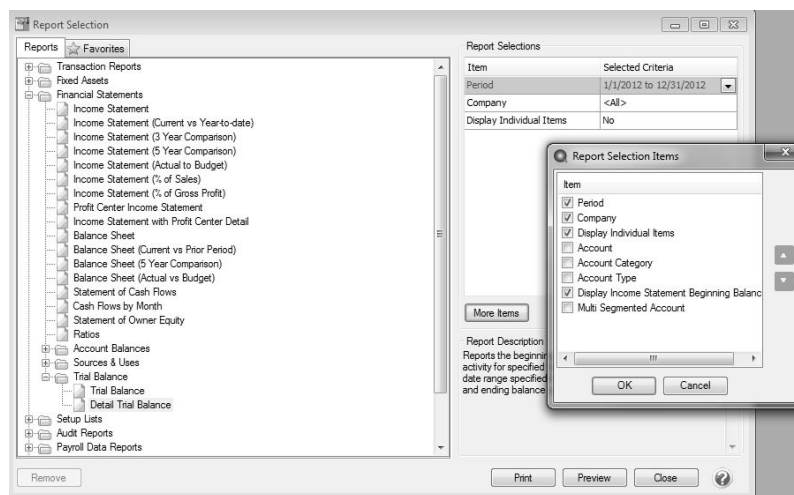 Report Selection
Reports
Favorites
Transaction Reports
Fixed Assets
Financial Statements
Income Statement
Income Statement (Current vs Year-to-date)
Income Statement (3 Year Comparison)
Income Statement (5 Year Comparison)
Income Statement (Actual to Budget)
Income Statement (% of Sales)
Income Statement (% of Gross Profit)
Profit Center Income Statement
Income Statement with Profit Center Detail
Balance Sheet
Balance Sheet (Current vs Prior Period)
Balance Sheet (5 Year Comparison)
Balance Sheet (Actual vs Budget)
Statement of Cash Flows
Cash Flows by Month
Statement of Owner Equity
Ratios
Account Balances
Sources & Uses
Trial Balance
Trial Balance
Detail Trial Balance
Setup Lists
Audit Reports
Payroll Data Reports
Report Selections
Item Selected Criteria
Period 1/1/2012 to 12/31/2012
Company <All>
Display Individual Items No
More Items
Report Description
Reports the beginnin
activity for specified
date range specified
and ending balance
Report Selection Items
Item
Period
Company
Display Individual Items
Account
Account Category
Account Type
Display Income Statement Beginning Balanc
Multi Segmented Account
OK Cancel
Remove Print Preview Close ?